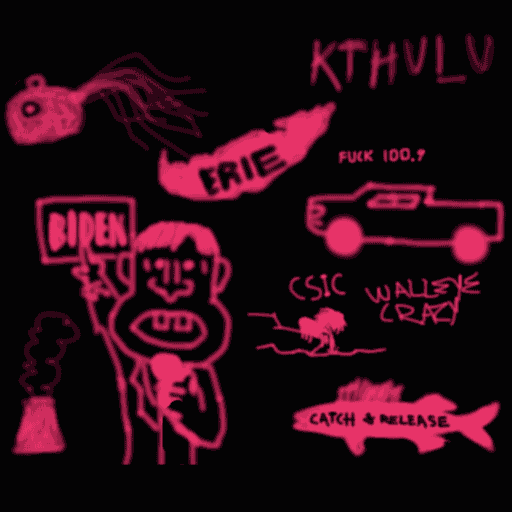 KTHULU
ERIE
FUCK 100.9
BIDEN
CSIC
WALLEYE
CRAZY
CATCH & RELEASE